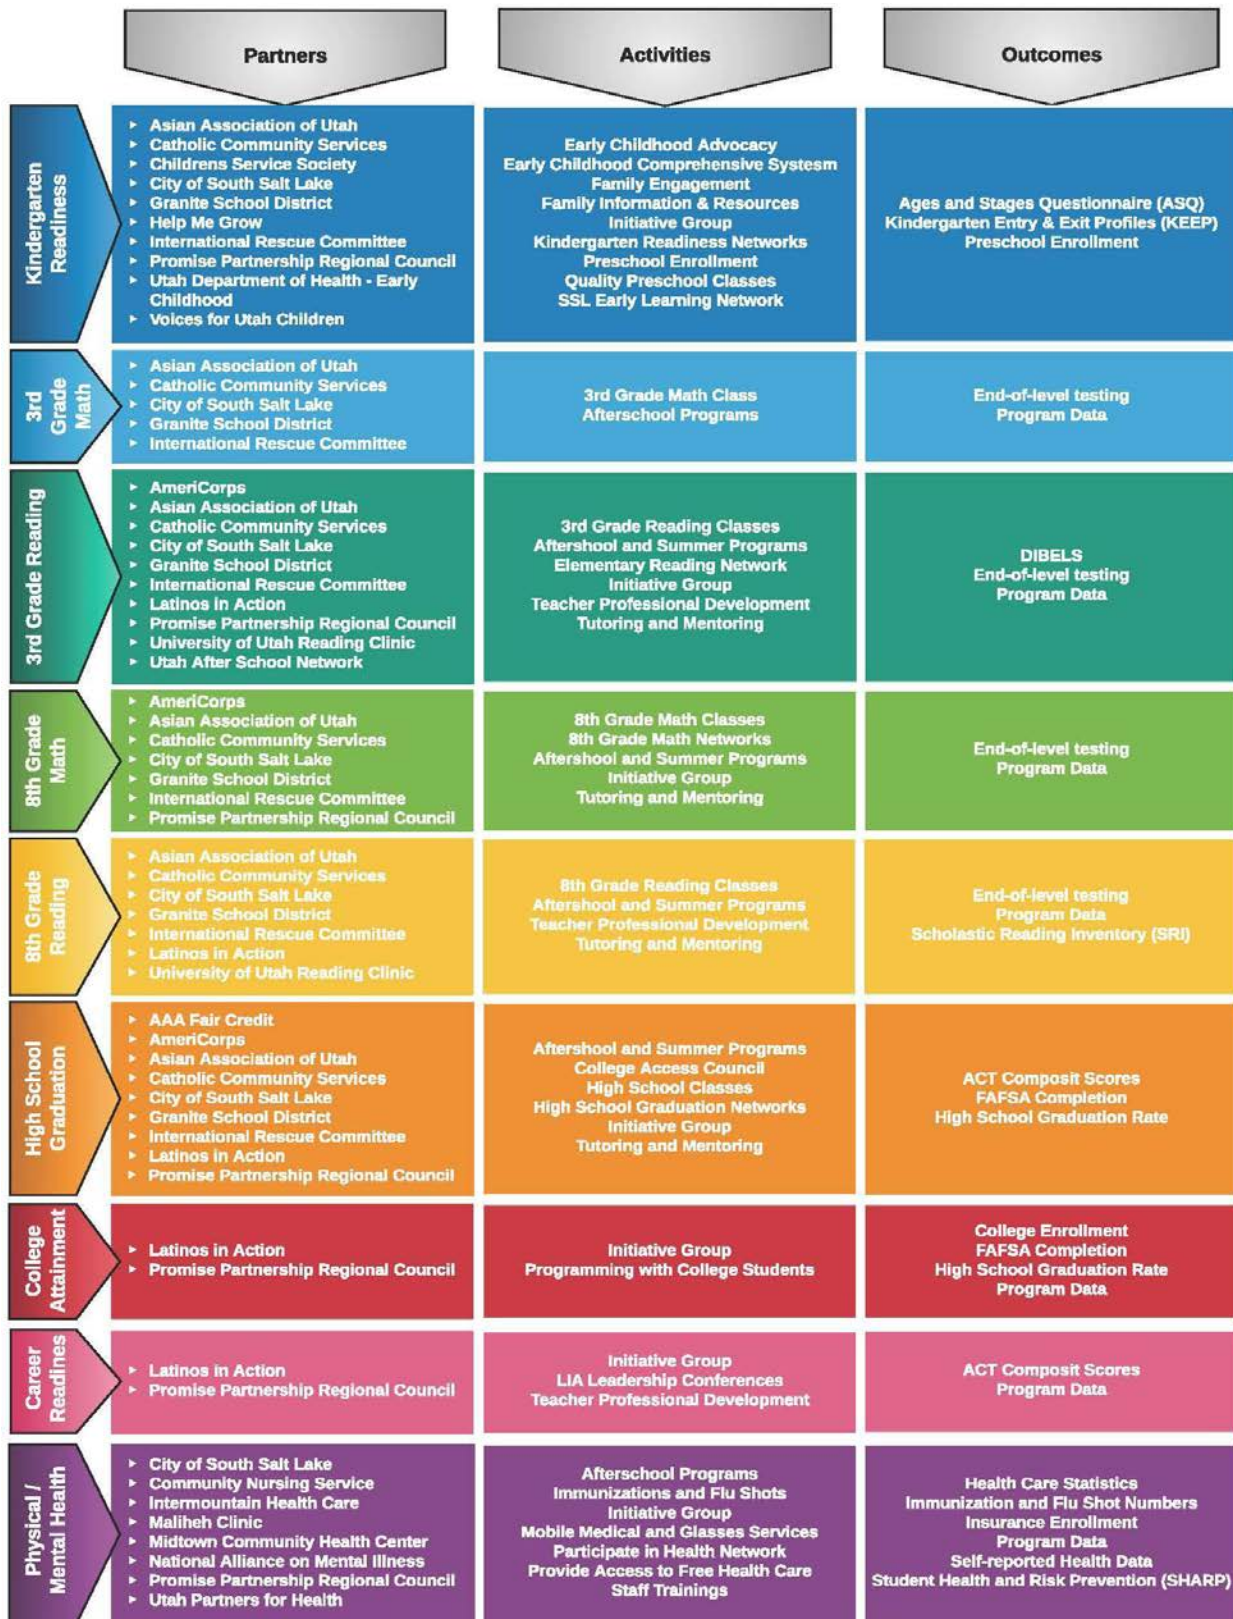 Partners
Activities
Outcomes
Kindergarten
Readiness
► Asian Association of Utah
► Catholic Community Services
► Childrens Service Society
► City of South Salt Lake
► Granite School District
► Help Me Grow
► International Rescue Committee
► Promise Partnership Regional Council
► Utah Department of Health - Early
Childhood
► Voices for Utah Children
Early Childhood Advocacy
Early Childhood Comprehensive Systesm
Family Engagement
Family Information & Resources
Initiative Group
Kindergarten Readiness Networks
Preschool Enrollment
Quality Preschool Classes
SSL Early Learning Network
Ages and Stages Questionnaire (ASQ)
Kindergarten Entry & Exit Profiles (KEEP)
Preschool Enrollment
3rd
Grade
Math
► Asian Association of Utah
► Catholic Community Services
► City of South Salt Lake
► Granite School District
► International Rescue Committee
3rd Grade Math Class
Afterschool Programs
End-of-level testing
Program Data
3rd Grade Reading
► AmeriCorps
► Asian Association of Utah
► Catholic Community Services
► City of South Salt Lake
► Granite School District
► International Rescue Committee
► Latinos in Action
► Promise Partnership Regional Council
► University of Utah Reading Clinic
► Utah After School Network
3rd Grade Reading Classes
Aftershool and Summer Programs
Elementary Reading Network
Initiative Group
Teacher Professional Development
Tutoring and Mentoring
DIBELS
End-of-level testing
Program Data
8th Grade
Math
► AmeriCorps
► Asian Association of Utah
► Catholic Community Services
► City of South Salt Lake
► Granite School District
► International Rescue Committee
► Promise Partnership Regional Council
8th Grade Math Classes
8th Grade Math Networks
Aftershool and Summer Programs
Initiative Group
Tutoring and Mentoring
End-of-level testing
Program Data
8th Grade
Reading
► Asian Association of Utah
► Catholic Community Services
► City of South Salt Lake
► Granite School District
► International Rescue Committee
► Latinos in Action
► University of Utah Reading Clinic
8th Grade Reading Classes
Aftershool and Summer Programs
Teacher Professional Development
Tutoring and Mentoring
End-of-level testing
Program Data
Scholastic Reading Inventory (SRI)
High School
Graduation
► AAA Fair Credit
► AmeriCorps
► Asian Association of Utah
► Catholic Community Services
► City of South Salt Lake
► Granite School District
► International Rescue Committee
► Latinos in Action
► Promise Partnership Regional Council
Aftershool and Summer Programs
College Access Council
High School Classes
High School Graduation Networks
Initiative Group
Tutoring and Mentoring
ACT Composit Scores
FAFSA Completion
High School Graduation Rate
College
Attainment
► Latinos in Action
► Promise Partnership Regional Council
Initiative Group
Programming with College Students
College Enrollment
FAFSA Completion
High School Graduation Rate
Program Data
Career
Readines
► Latinos in Action
► Promise Partnership Regional Council
Initiative Group
LIA Leadership Conferences
Teacher Professional Development
ACT Composit Scores
Program Data
Physical /
Mental Health
► City of South Salt Lake
► Community Nursing Service
► Intermountain Health Care
► Maliheh Clinic
► Midtown Community Health Center
► National Alliance on Mental Illness
► Promise Partnership Regional Council
► Utah Partners for Health
Afterschool Programs
Immunizations and Flu Shots
Initiative Group
Mobile Medical and Glasses Services
Participate in Health Network
Provide Access to Free Health Care
Staff Trainings
Health Care Statistics
Immunization and Flu Shot Numbers
Insurance Enrollment
Program Data
Self-reported Health Data
Student Health and Risk Prevention (SHARP)